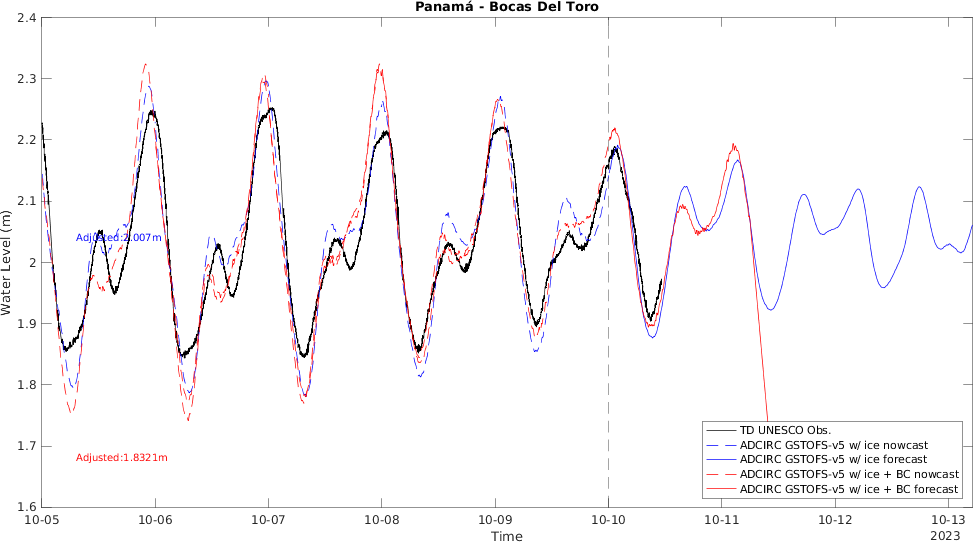 Panamá - Bocas Del Toro
2.4
2.3
2.2
2.1
2
1.9
1.8
1.7
1.6
Water Level (m)
Adjusted:2.007m
Adjusted:1.8321m
TD UNESCO Obs.
ADCIRC GSTOFS-v5 w/ ice nowcast
ADCIRC GSTOFS-v5 w/ ice forecast
ADCIRC GSTOFS-v5 w/ ice + BC nowcast
ADCIRC GSTOFS-v5 w/ ice + BC forecast
10-05 10-06 10-07 10-08 10-09 10-10 10-11 10-12 10-13
Time 2023